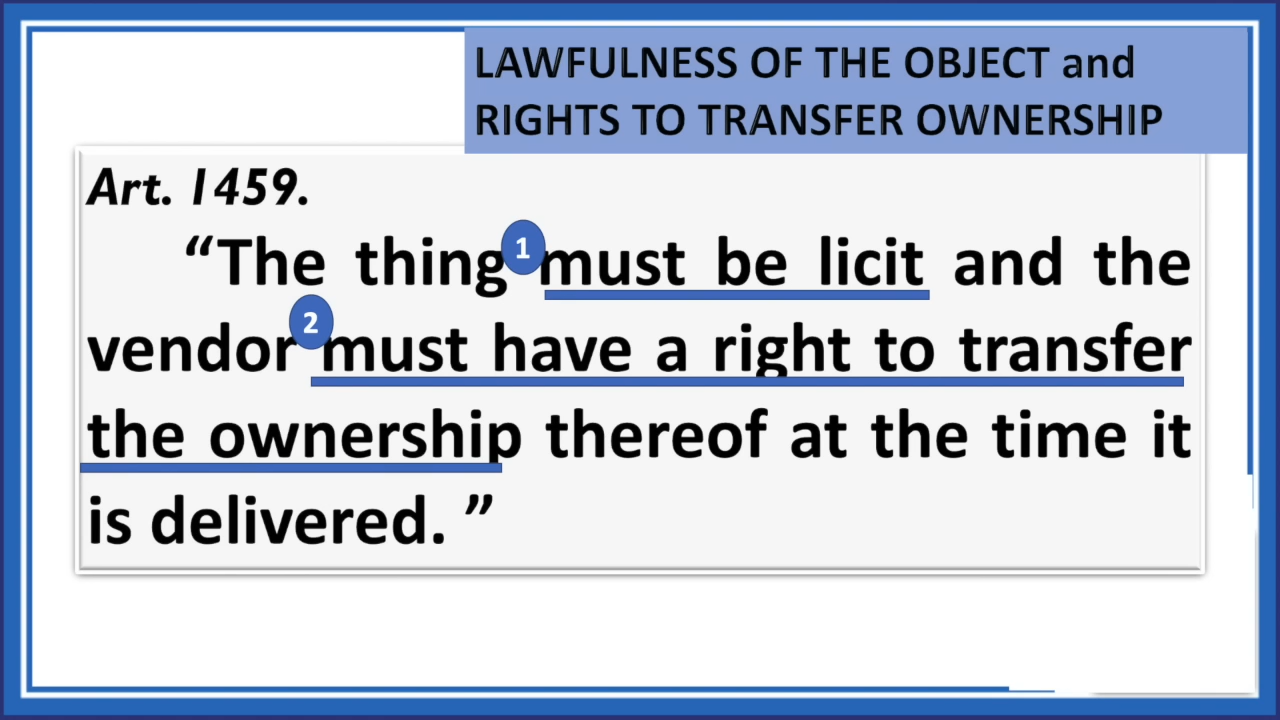 LAWFULNESS OF THE OBJECT and
RIGHTS TO TRANSFER OWNERSHIP
Art. 1459.
“The thing 1 must be licit and the
vendor 2 must have a right to transfer
the ownership thereof at the time it
is delivered. ”